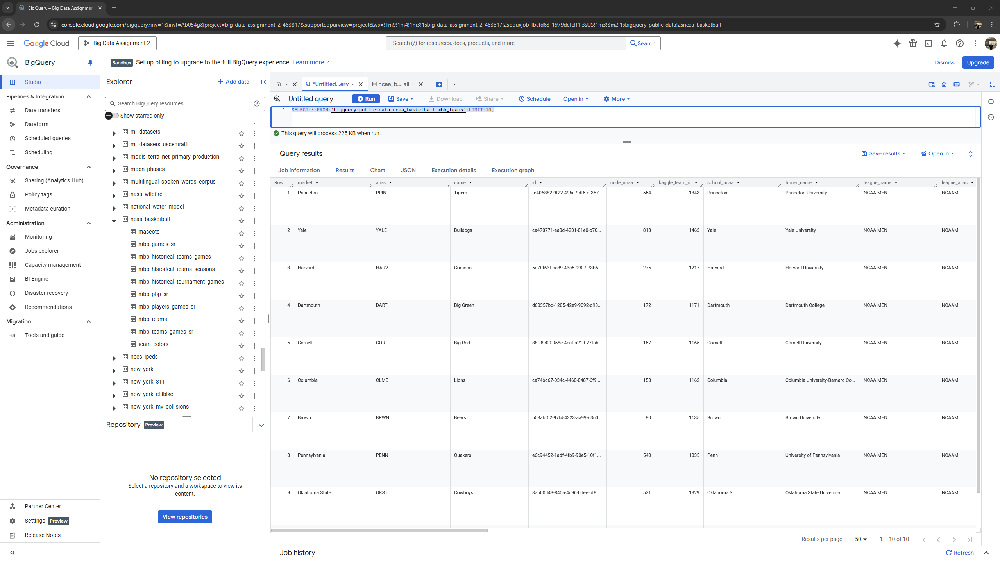 BigQuery – Big Data Assignmen
console.cloud.google.com/bigquery?inv=1&invt=Ab054g&project=big-data-assignment-2-463817&supportedpurview=project&ws=!1m9!1m4!1m3!1sbig-data-assignment-2-463817!2sbquxjob_fbcfd63_1979defcff1!3sUS!1m3!3m2!1sbigquery-public-data!2sncaa_basketball
Google Cloud
Big Data Assignment 2
Search (/) for resources, docs, products, and more
Search
BigQuery
Sandbox Set up billing to upgrade to the full BigQuery experience. Learn more
Dismiss
Upgrade
Studio
Pipelines & Integration
Data transfers
Dataform
Scheduled queries
Scheduling
Governance
Sharing (Analytics Hub)
Policy tags
Metadata curation
Administration
Monitoring
Jobs explorer
Capacity management
BI Engine
Disaster recovery
Recommendations
Migration
Tools and guide
Partner Center
Settings Preview
Release Notes
Explorer
Add data
Search BigQuery resources
Show starred only
ml_datasets
ml_datasets_uscentral1
modis_terra_net_primary_production
moon_phases
multilingual_spoken_words_corpus
nasa_wildfire
national_water_model
ncaa_basketball
mascots
mbb_games_sr
mbb_historical_teams_games
mbb_historical_teams_seasons
mbb_historical_tournament_games
mbb_pbp_sr
mbb_players_games_sr
mbb_teams
mbb_teams_games_sr
team_colors
nces_ipeds
new_york
new_york_311
new_york_citibike
new_york_mv_collisions
Repository Preview
No repository selected
Select a repository and a workspace to view its
content.
View repositories
*Untitled...ery
ncaa_b... all
Untitled query
Run
Save
Download
Share
Schedule
Open in
More
1 SELECT * FROM `bigquery-public-data.ncaa_basketball.mbb_teams` LIMIT 10;
This query will process 225 KB when run.
Query results
Save results
Open in
Job information Results Chart JSON Execution details Execution graph
Row market alias name id code_ncaa kaggle_team_id school_ncaa turner_name league_name league_alias
1 Princeton PRIN Tigers fe406882-9f22-495e-9df6-ef357... 554 1343 Princeton Princeton University NCAA MEN NCAAM
2 Yale YALE Bulldogs ca478771-aa3d-4231-81e0-b70... 813 1463 Yale Yale University NCAA MEN NCAAM
3 Harvard HARV Crimson 5c7bf63f-bc39-43c5-9907-73b5... 275 1217 Harvard Harvard University NCAA MEN NCAAM
4 Dartmouth DART Big Green d60357bd-1205-42e9-9092-d98... 172 1171 Dartmouth Dartmouth College NCAA MEN NCAAM
5 Cornell COR Big Red 88ff8c00-958e-4ccf-a21d-77fab... 167 1165 Cornell Cornell University NCAA MEN NCAAM
6 Columbia CLMB Lions ca74bd67-034c-4468-8487-6f9... 158 1162 Columbia Columbia University-Barnard Co... NCAA MEN NCAAM
7 Brown BRWN Bears 558abf02-97f4-4323-aa99-63c0... 80 1135 Brown Brown University NCAA MEN NCAAM
8 Pennsylvania PENN Quakers e6c94452-1adf-4fb9-90e5-10f1... 540 1335 Penn University of Pennsylvania NCAA MEN NCAAM
9 Oklahoma State OKST Cowboys 8ab00d43-840a-4c96-bdee-bf8... 521 1329 Oklahoma St. Oklahoma State University NCAA MEN NCAAM
Results per page: 50 1 – 10 of 10
Job history
Refresh